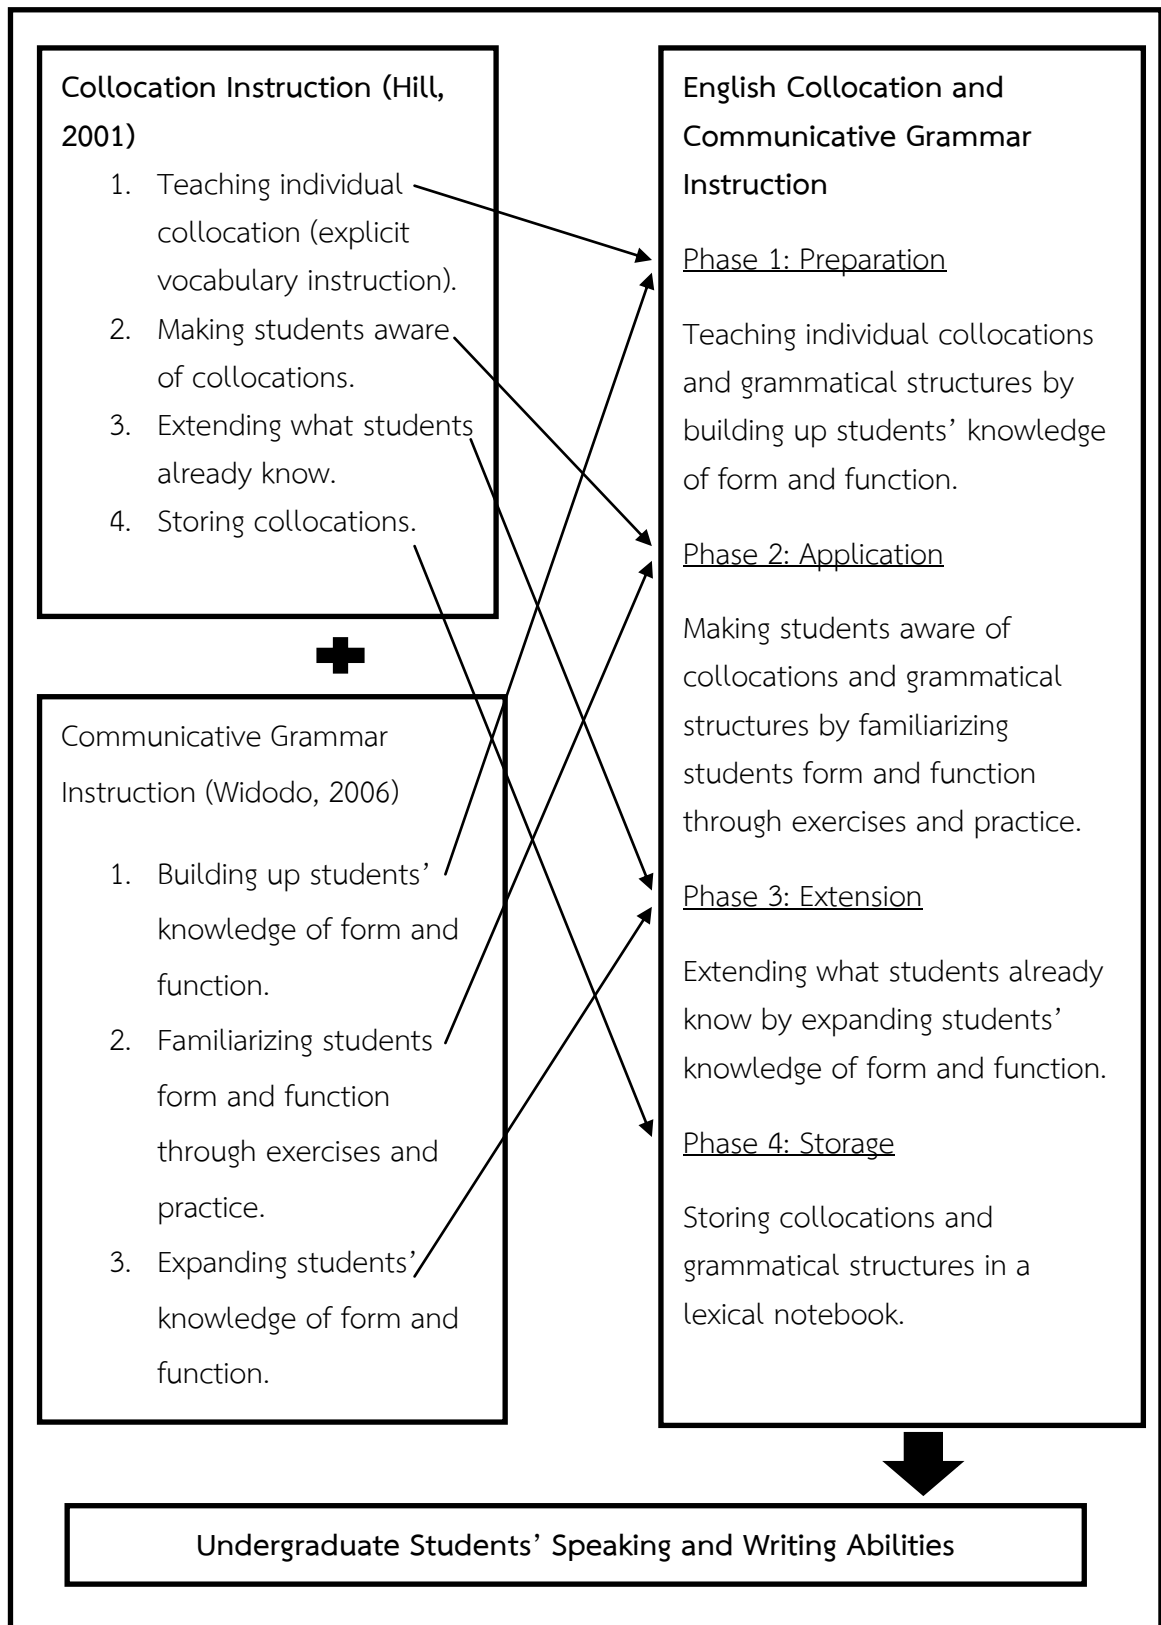 Collocation Instruction (Hill,
2001)
1. Teaching individual
collocation (explicit
vocabulary instruction).
2. Making students aware
of collocations.
3. Extending what students
already know.
4. Storing collocations.
Communicative Grammar
Instruction (Widodo, 2006)
1. Building up students’
knowledge of form and
function.
2. Familiarizing students
form and function
through exercises and
practice.
3. Expanding students’
knowledge of form and
function.
English Collocation and
Communicative Grammar
Instruction
Phase 1: Preparation
Teaching individual collocations
and grammatical structures by
building up students’ knowledge
of form and function.
Phase 2: Application
Making students aware of
collocations and grammatical
structures by familiarizing
students form and function
through exercises and practice.
Phase 3: Extension
Extending what students already
know by expanding students’
knowledge of form and function.
Phase 4: Storage
Storing collocations and
grammatical structures in a
lexical notebook.
Undergraduate Students’ Speaking and Writing Abilities